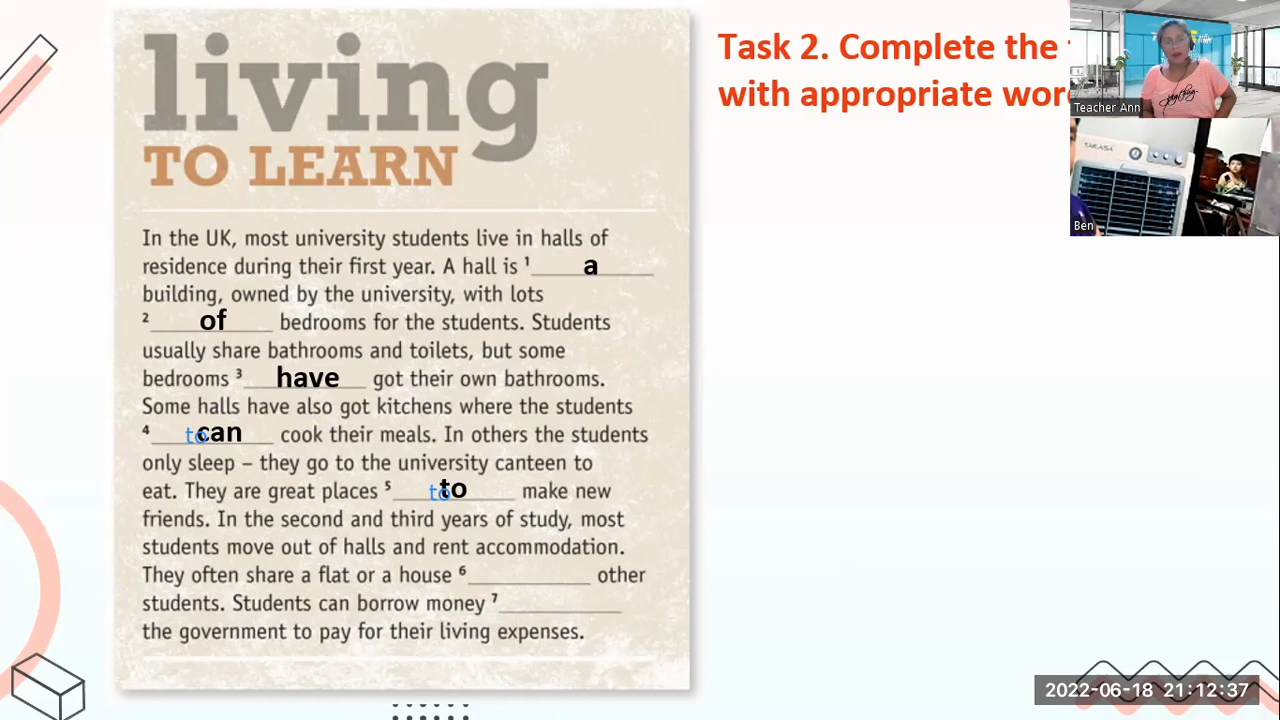 living
TO LEARN
In the UK, most university students live in halls of
residence during their first year. A hall is ¹ a
building, owned by the university, with lots
² of bedrooms for the students. Students
usually share bathrooms and toilets, but some
bedrooms ³ have got their own bathrooms.
Some halls have also got kitchens where the students
⁴ to can cook their meals. In others the students
only sleep – they go to the university canteen to
eat. They are great places ⁵ to to make new
friends. In the second and third years of study, most
students move out of halls and rent accommodation.
They often share a flat or a house ⁶ other
students. Students can borrow money ⁷
the government to pay for their living expenses.
Task 2. Complete the
with appropriate
Teacher Ann
TAKASA
Ben
2022-06-18 21:12:37